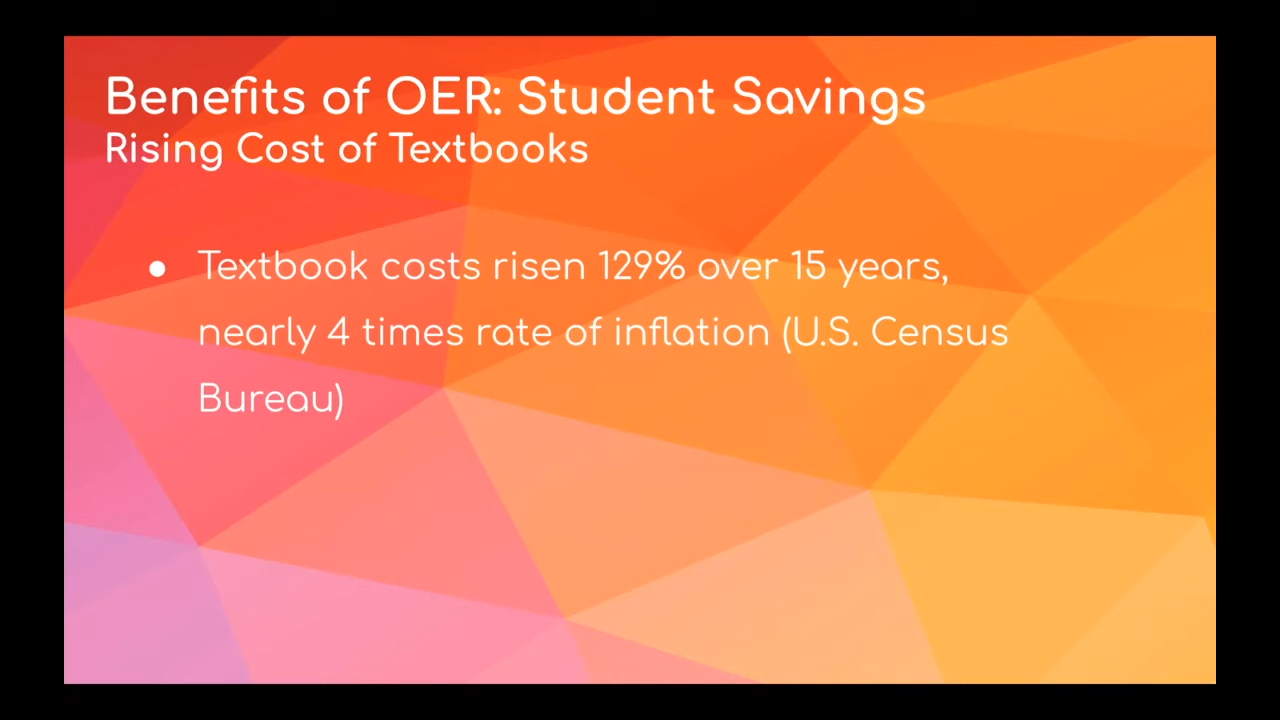 Benefits of OER: Student Savings
Rising Cost of Textbooks
● Textbook costs risen 129% over 15 years,
nearly 4 times rate of inflation (U.S. Census
Bureau)